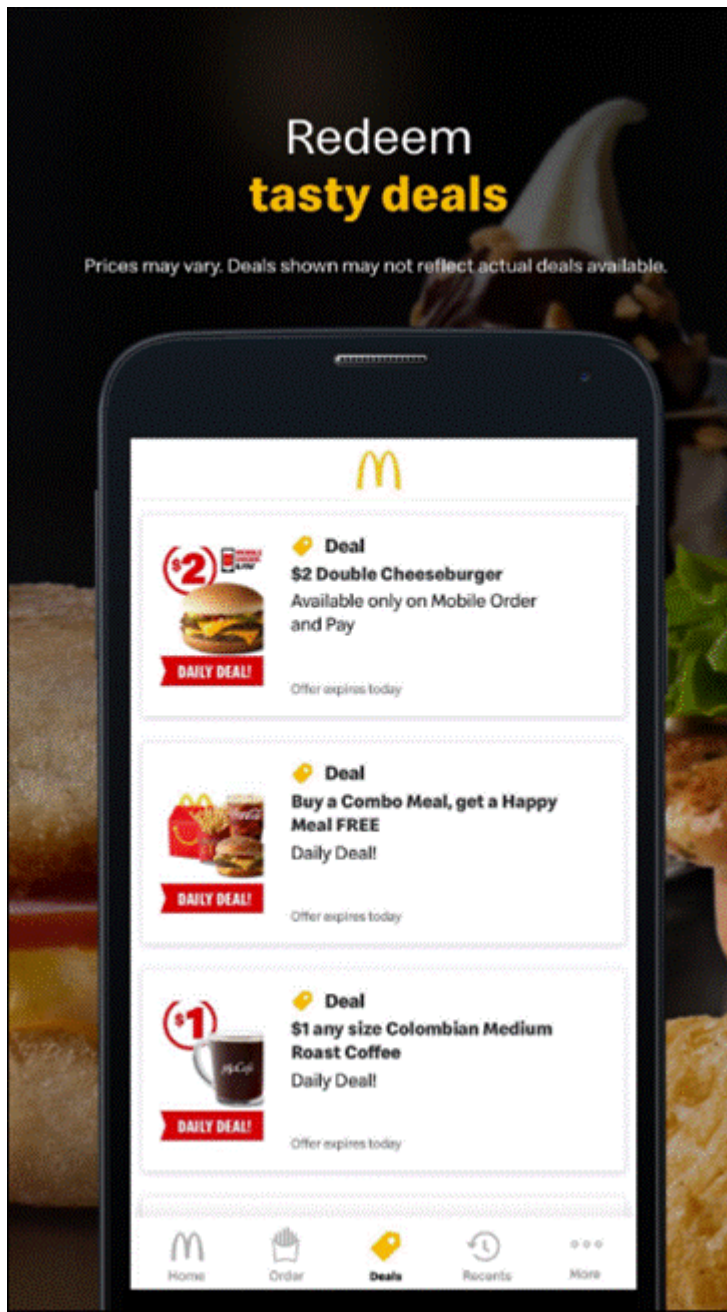 Redeem
tasty deals
Prices may vary. Deals shown may not reflect actual deals available.
$2
DAILY DEAL!
Deal
$2 Double Cheeseburger
Available only on Mobile Order
and Pay
Offer expires today
DAILY DEAL!
Deal
Buy a Combo Meal, get a Happy
Meal FREE
Daily Deal!
Offer expires today
$1
McCafé
DAILY DEAL!
Deal
$1 any size Colombian Medium
Roast Coffee
Daily Deal!
Offer expires today
Home
Order
Deals
Recents
More